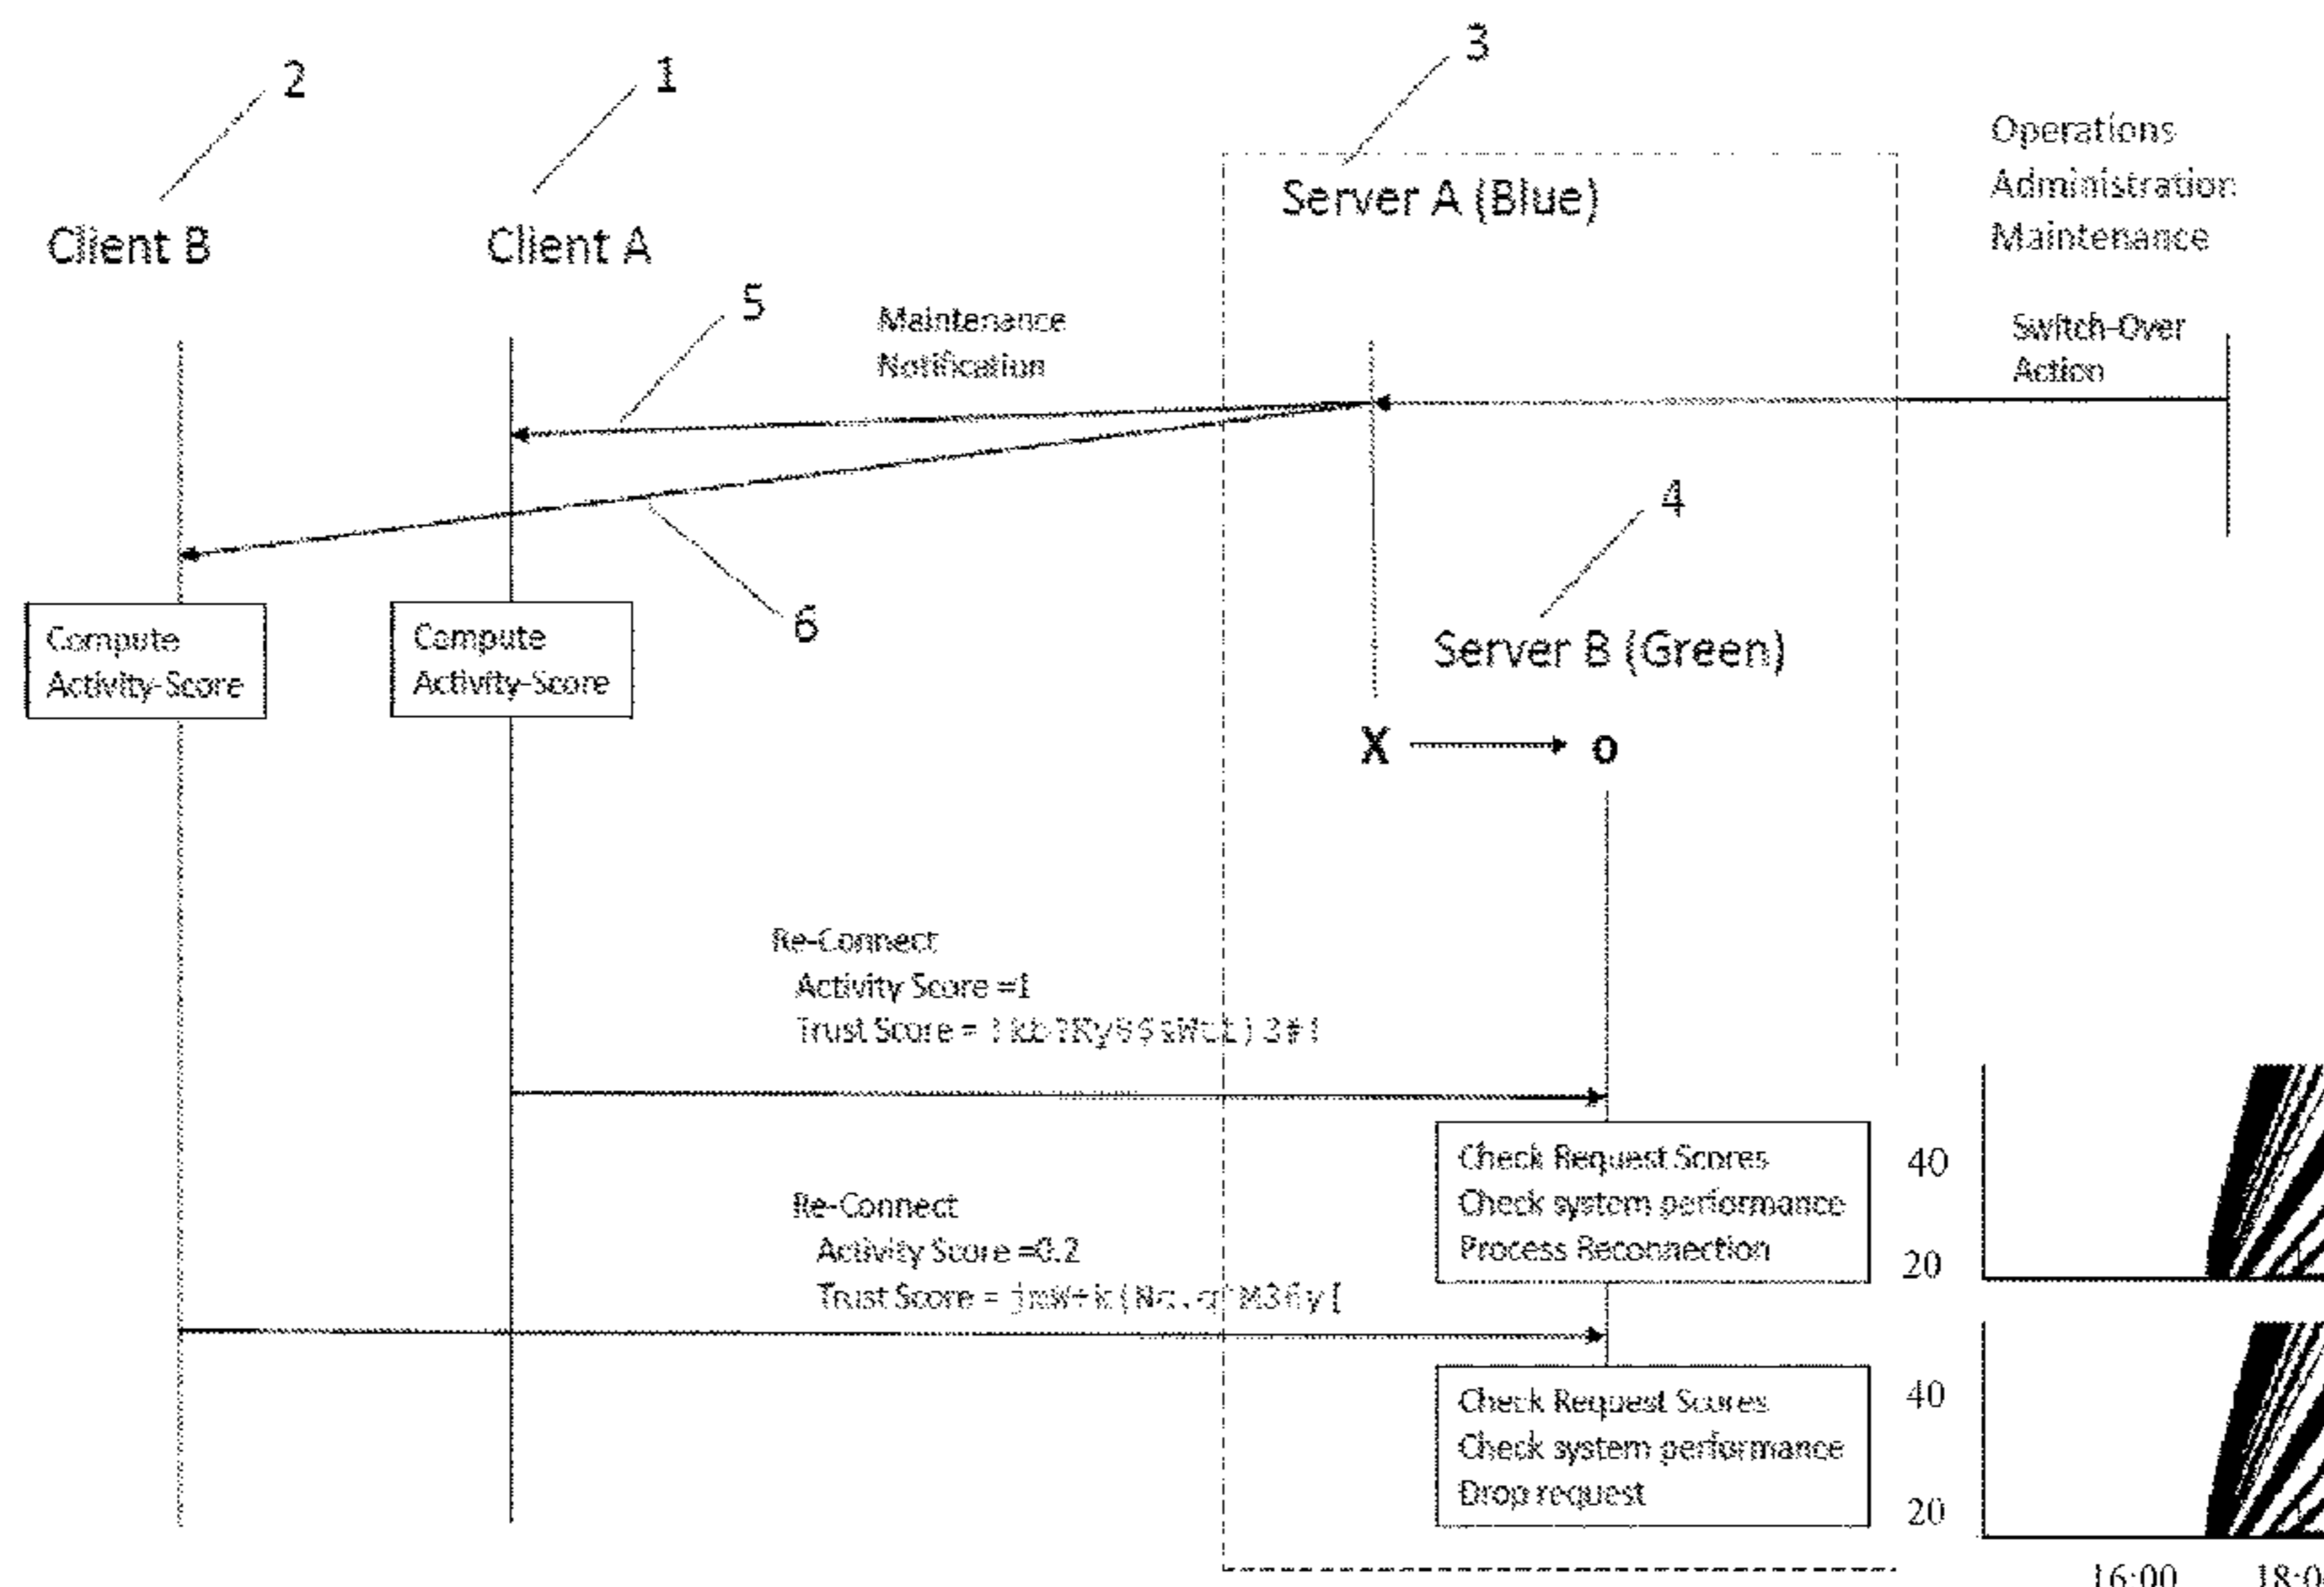 3
2
1
Operations
Administration
Maintenance
Server A (Blue)
Client B
Client A
5
Maintenance
Notification
Switch-Over
Action
4
6
Compute
Activity-Score
Compute
Activity-Score
Server B (Green)
X
o
Re-Connect
Activity Score =1
Trust Score =
Check Request Scores
Check system performance
Process Reconnection
40
20
Re-Connect
Activity Score =0.2
Trust Score =
Check Request Scores
Check system performance
Drop request
40
20
16:00